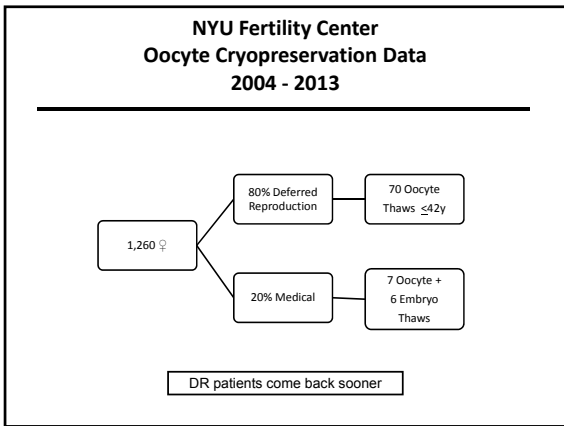 NYU Fertility Center
Oocyte Cryopreservation Data
2004 - 2013
80% Deferred
Reproduction
70 Oocyte
Thaws ≤42y
1,260 ♀
20% Medical
7 Oocyte +
6 Embryo
Thaws
DR patients come back sooner